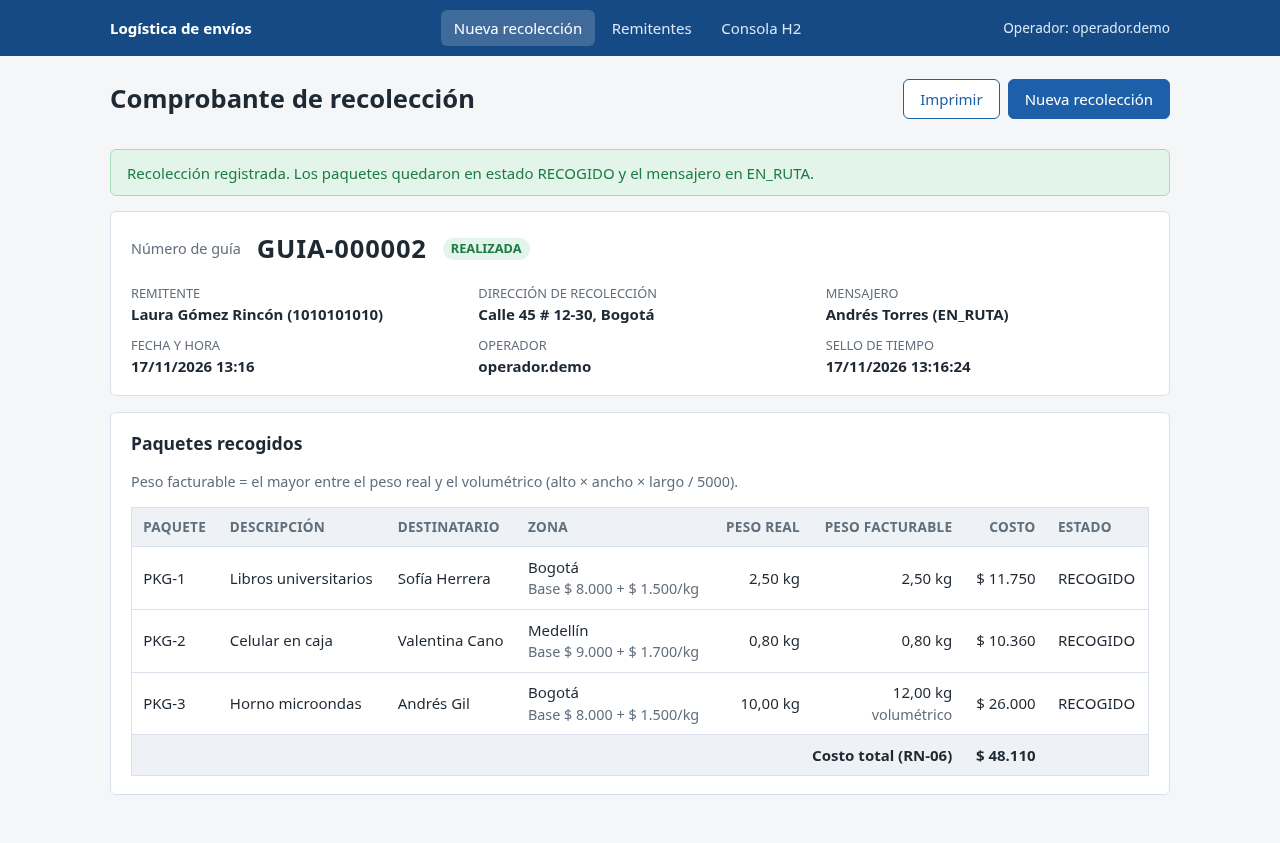 Logística de envíos Nueva recolección Remitentes Consola H2 Operador: operador.demo
Comprobante de recolección Imprimir Nueva recolección
Recolección registrada. Los paquetes quedaron en estado RECOGIDO y el mensajero en EN_RUTA.
Número de guía GUIA-000002 REALIZADA
REMITENTE DIRECCIÓN DE RECOLECCIÓN MENSAJERO
Laura Gómez Rincón (1010101010) Calle 45 # 12-30, Bogotá Andrés Torres (EN_RUTA)
FECHA Y HORA OPERADOR SELLO DE TIEMPO
17/11/2026 13:16 operador.demo 17/11/2026 13:16:24
Paquetes recogidos
Peso facturable = el mayor entre el peso real y el volumétrico (alto × ancho × largo / 5000).
PAQUETE DESCRIPCIÓN DESTINATARIO ZONA PESO REAL PESO FACTURABLE COSTO ESTADO
PKG-1 Libros universitarios Sofía Herrera Bogotá 2,50 kg 2,50 kg $ 11.750 RECOGIDO
Base $ 8.000 + $ 1.500/kg
PKG-2 Celular en caja Valentina Cano Medellín 0,80 kg 0,80 kg $ 10.360 RECOGIDO
Base $ 9.000 + $ 1.700/kg
PKG-3 Horno microondas Andrés Gil Bogotá 10,00 kg 12,00 kg $ 26.000 RECOGIDO
Base $ 8.000 + $ 1.500/kg volumétrico
Costo total (RN-06) $ 48.110